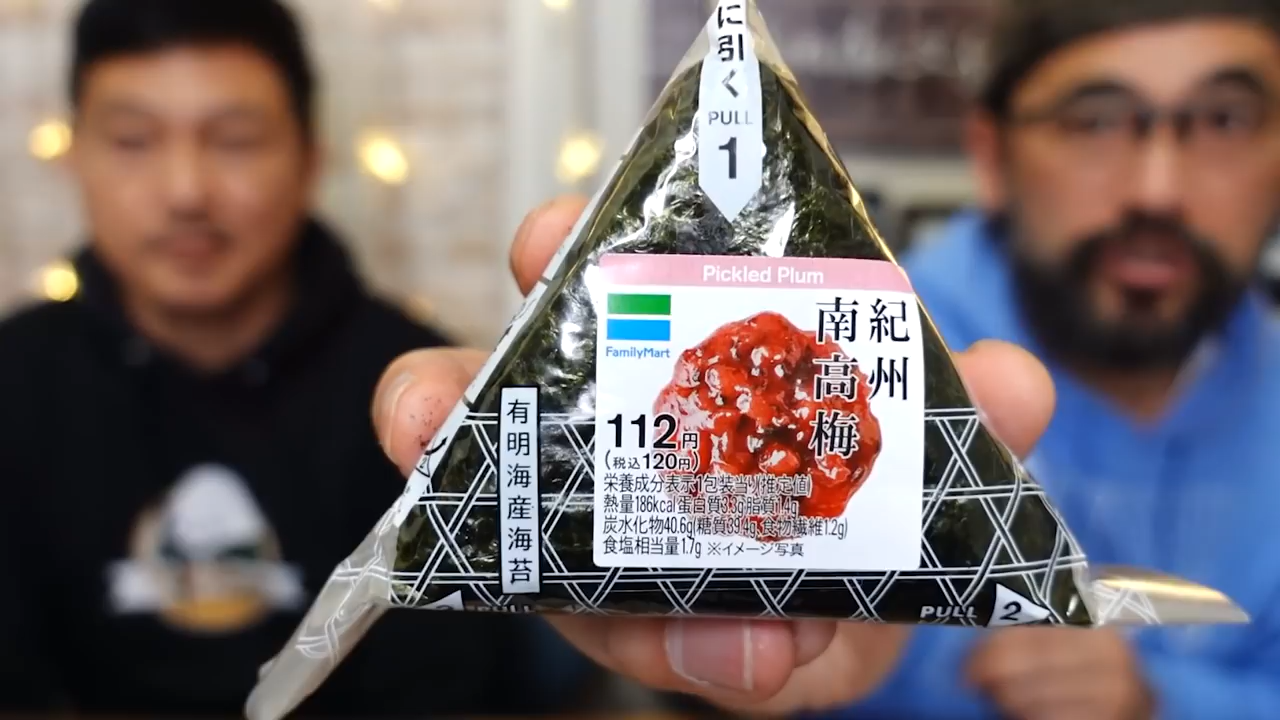 に引く
PULL
1
Pickled Plum
FamilyMart
紀州
南高梅
112円
(税込120円)
栄養成分表示1包装当り(推定値)
熱量186kcal 蛋白質3.3g 脂質1.4g
炭水化物40.6g(糖質39.4g、食物繊維1.2g)
食塩相当量1.7g ※イメージ写真
有明海産海苔
PULL 2